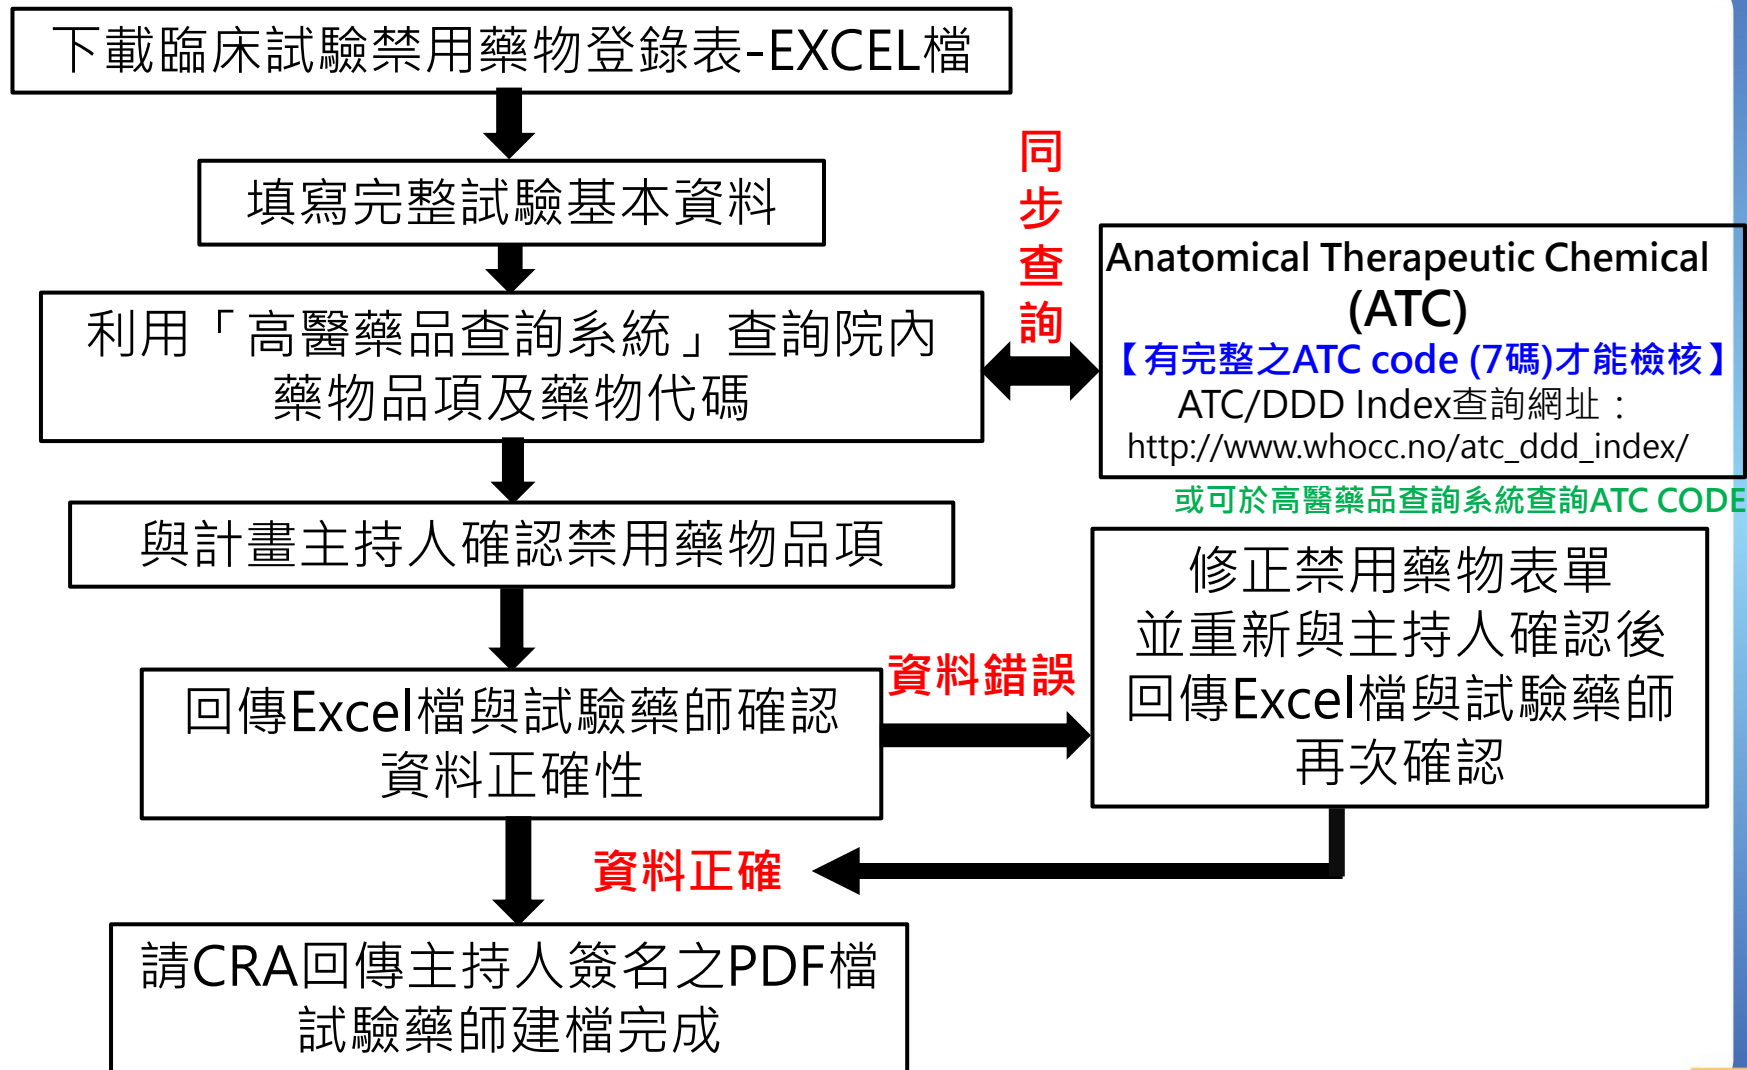 下載臨床試驗禁用藥物登錄表-EXCEL檔
填寫完整試驗基本資料
同步查詢
利用「高醫藥品查詢系統」查詢院內
藥物品項及藥物代碼
Anatomical Therapeutic Chemical
(ATC)
【有完整之ATC code (7碼)才能檢核】
ATC/DDD Index查詢網址：
http://www.whocc.no/atc_ddd_index/
或可於高醫藥品查詢系統查詢ATC CODE
與計畫主持人確認禁用藥物品項
回傳Excel檔與試驗藥師確認
資料正確性
資料錯誤
修正禁用藥物表單
並重新與主持人確認後
回傳Excel檔與試驗藥師
再次確認
資料正確
請CRA回傳主持人簽名之PDF檔
試驗藥師建檔完成